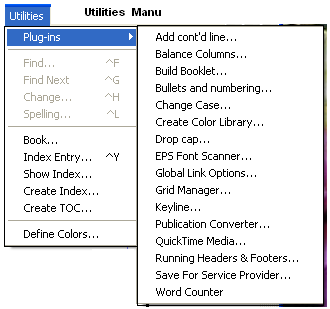 Utilities Utilities Manu
Plug-ins
Find... ^F
Find Next ^G
Change... ^H
Spelling... ^L
Book...
Index Entry... ^Y
Show Index...
Create Index...
Create TOC...
Define Colors...
Add cont'd line...
Balance Columns...
Build Booklet...
Bullets and numbering...
Change Case...
Create Color Library...
Drop cap...
EPS Font Scanner...
Global Link Options...
Grid Manager...
Keyline...
Publication Converter...
QuickTime Media...
Running Headers & Footers...
Save For Service Provider...
Word Counter